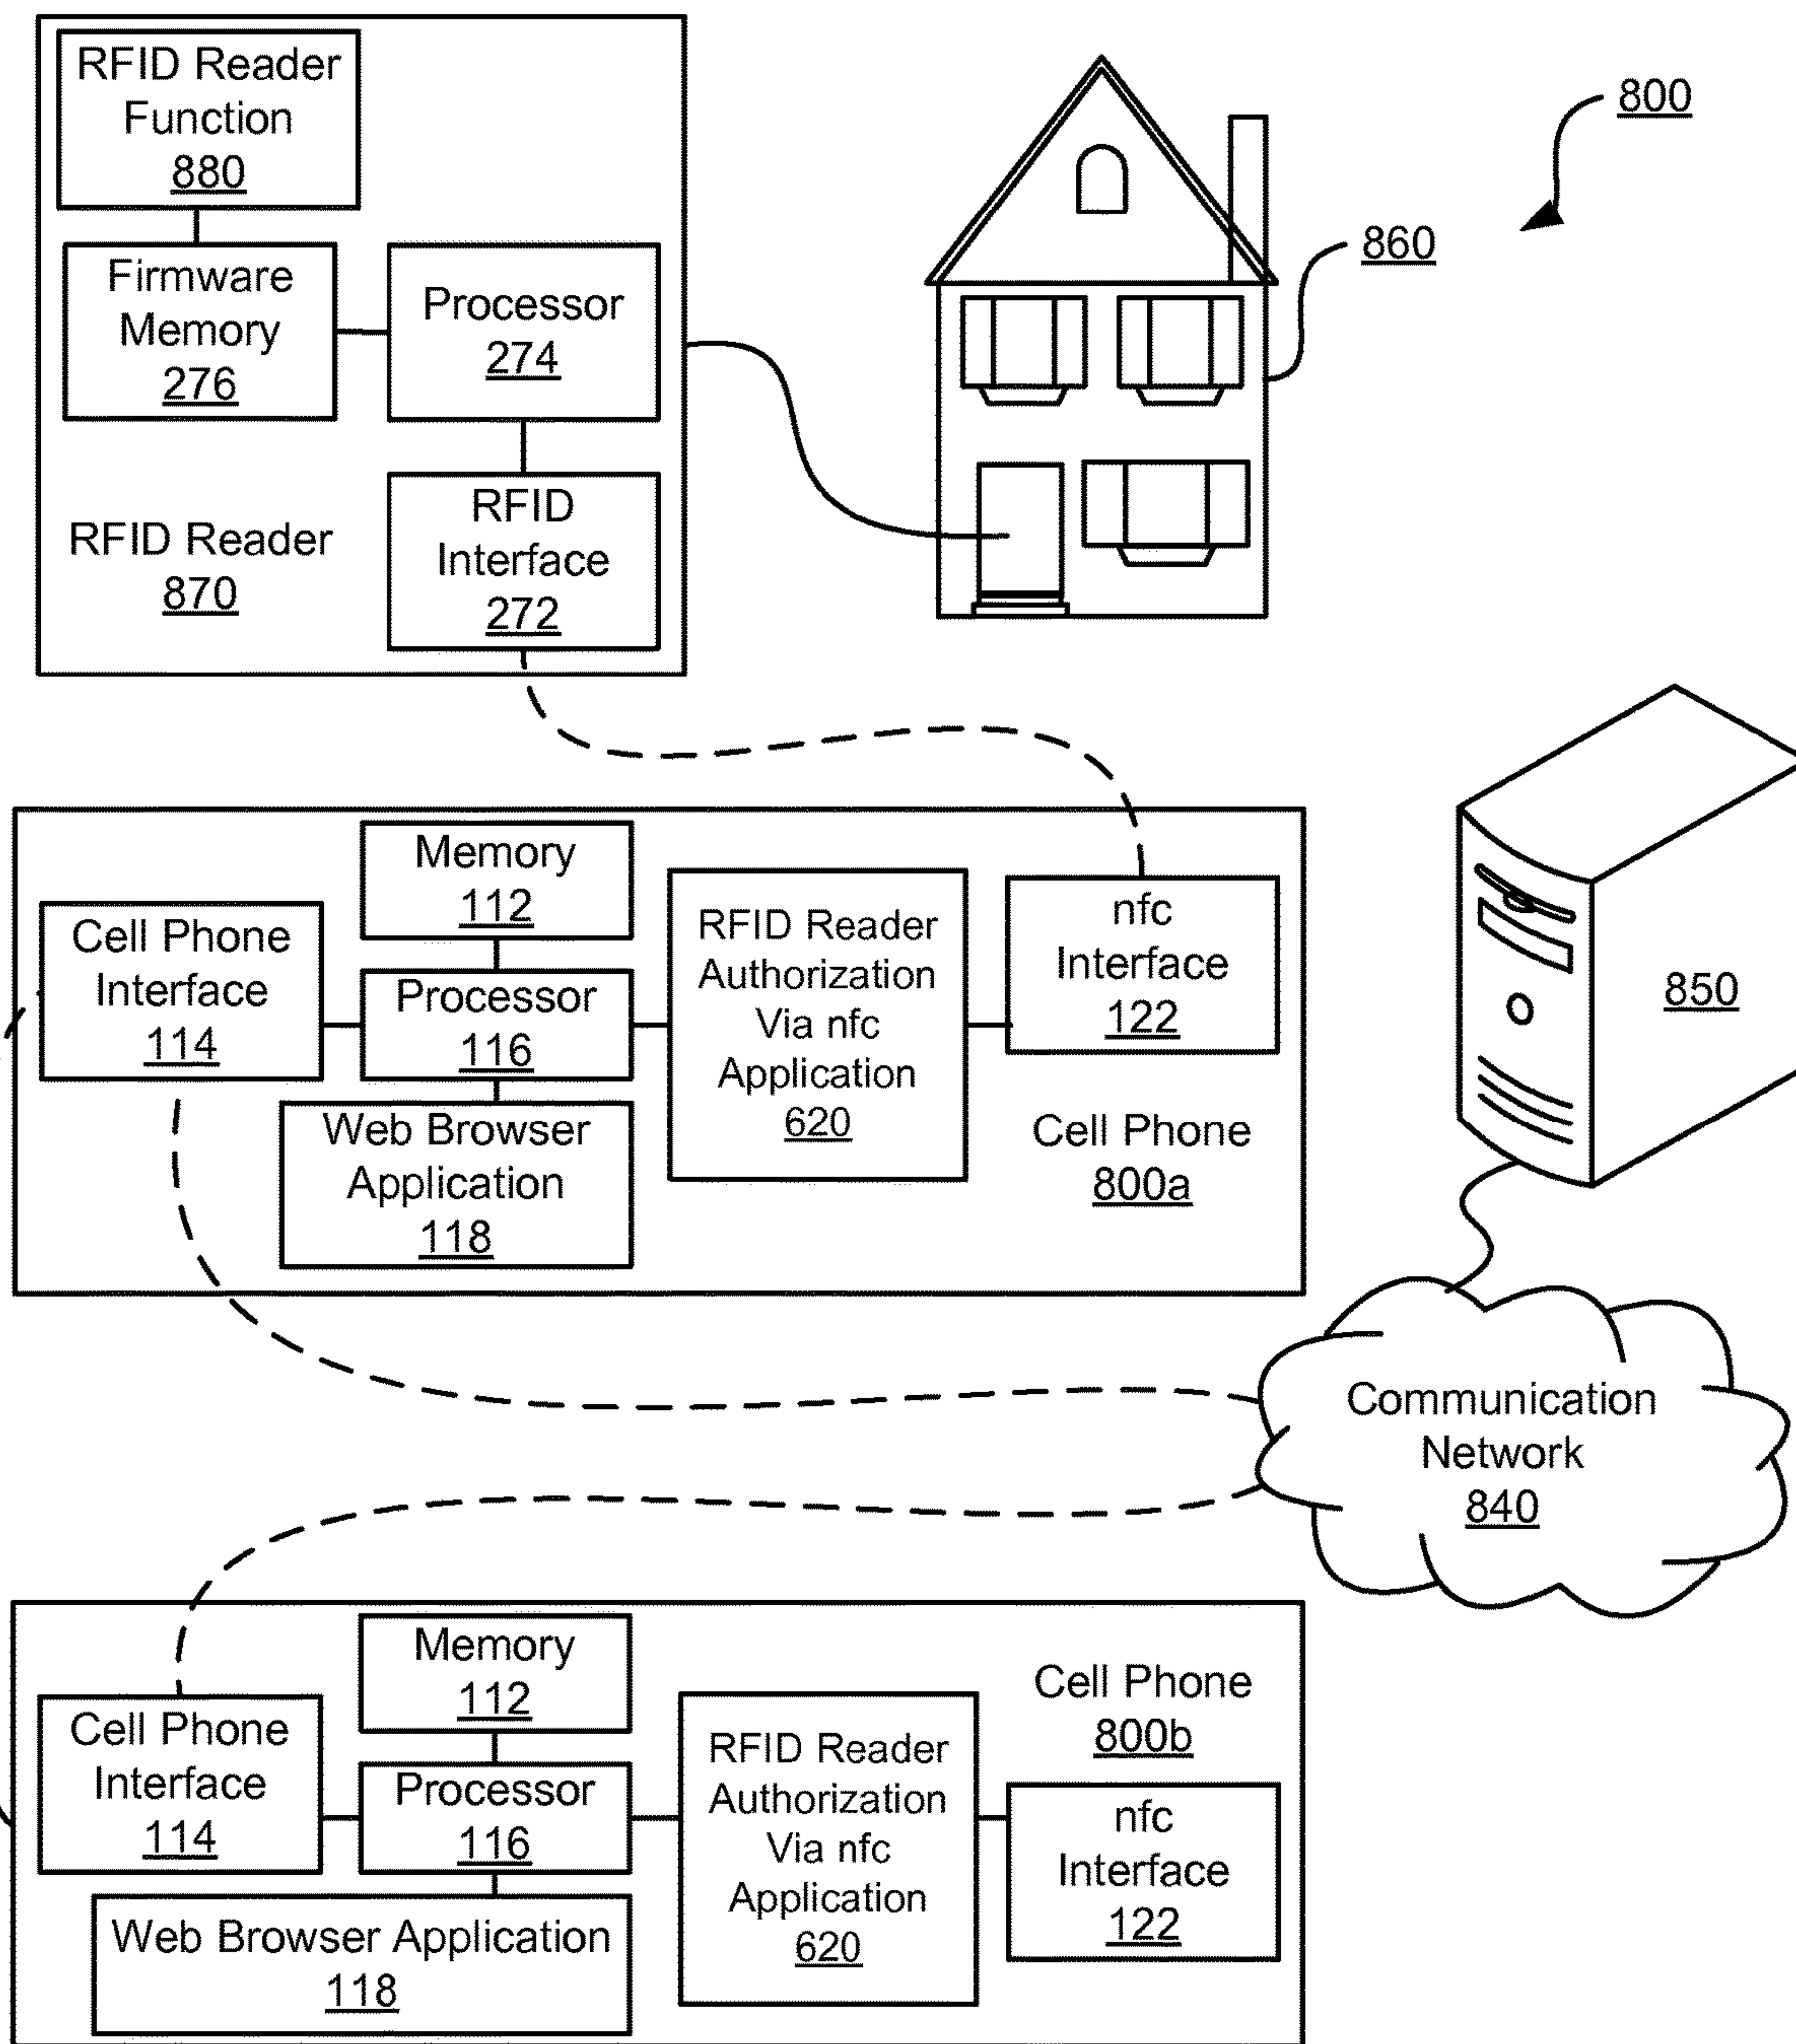 RFID Reader
Function
880
Firmware
Memory
276
Processor
274
RFID Reader
870
RFID
Interface
272
800
860
Memory
112
Cell Phone
Interface
114
Processor
116
Web Browser
Application
118
RFID Reader
Authorization
Via nfc
Application
620
nfc
Interface
122
Cell Phone
800a
850
Communication
Network
840
Memory
112
Cell Phone
Interface
114
Processor
116
Web Browser Application
118
RFID Reader
Authorization
Via nfc
Application
620
Cell Phone
800b
nfc
Interface
122